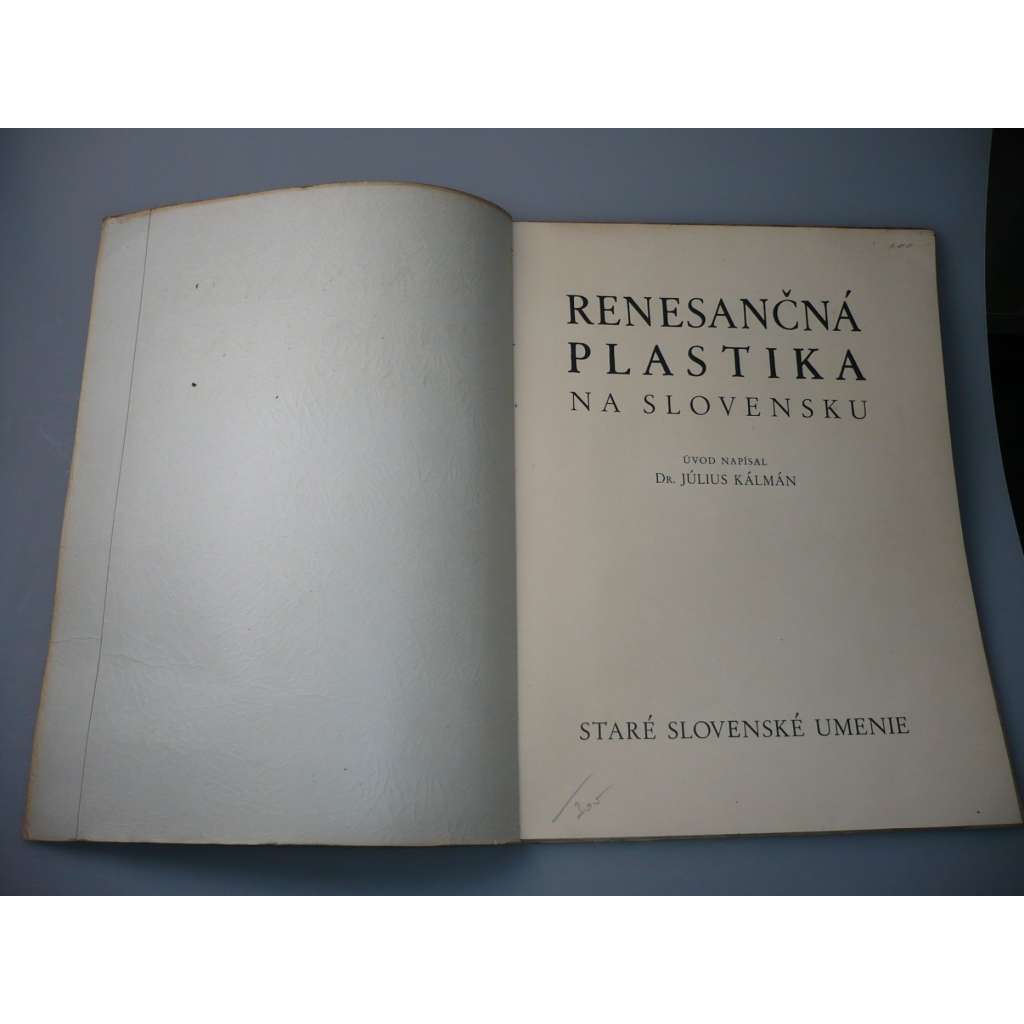 RENESANČNÁ
PLASTIKA
NA SLOVENSKU
ÚVOD NAPÍSAL
DR. JÚLIUS KÁLMÁN
STARÉ SLOVENSKÉ UMENIE